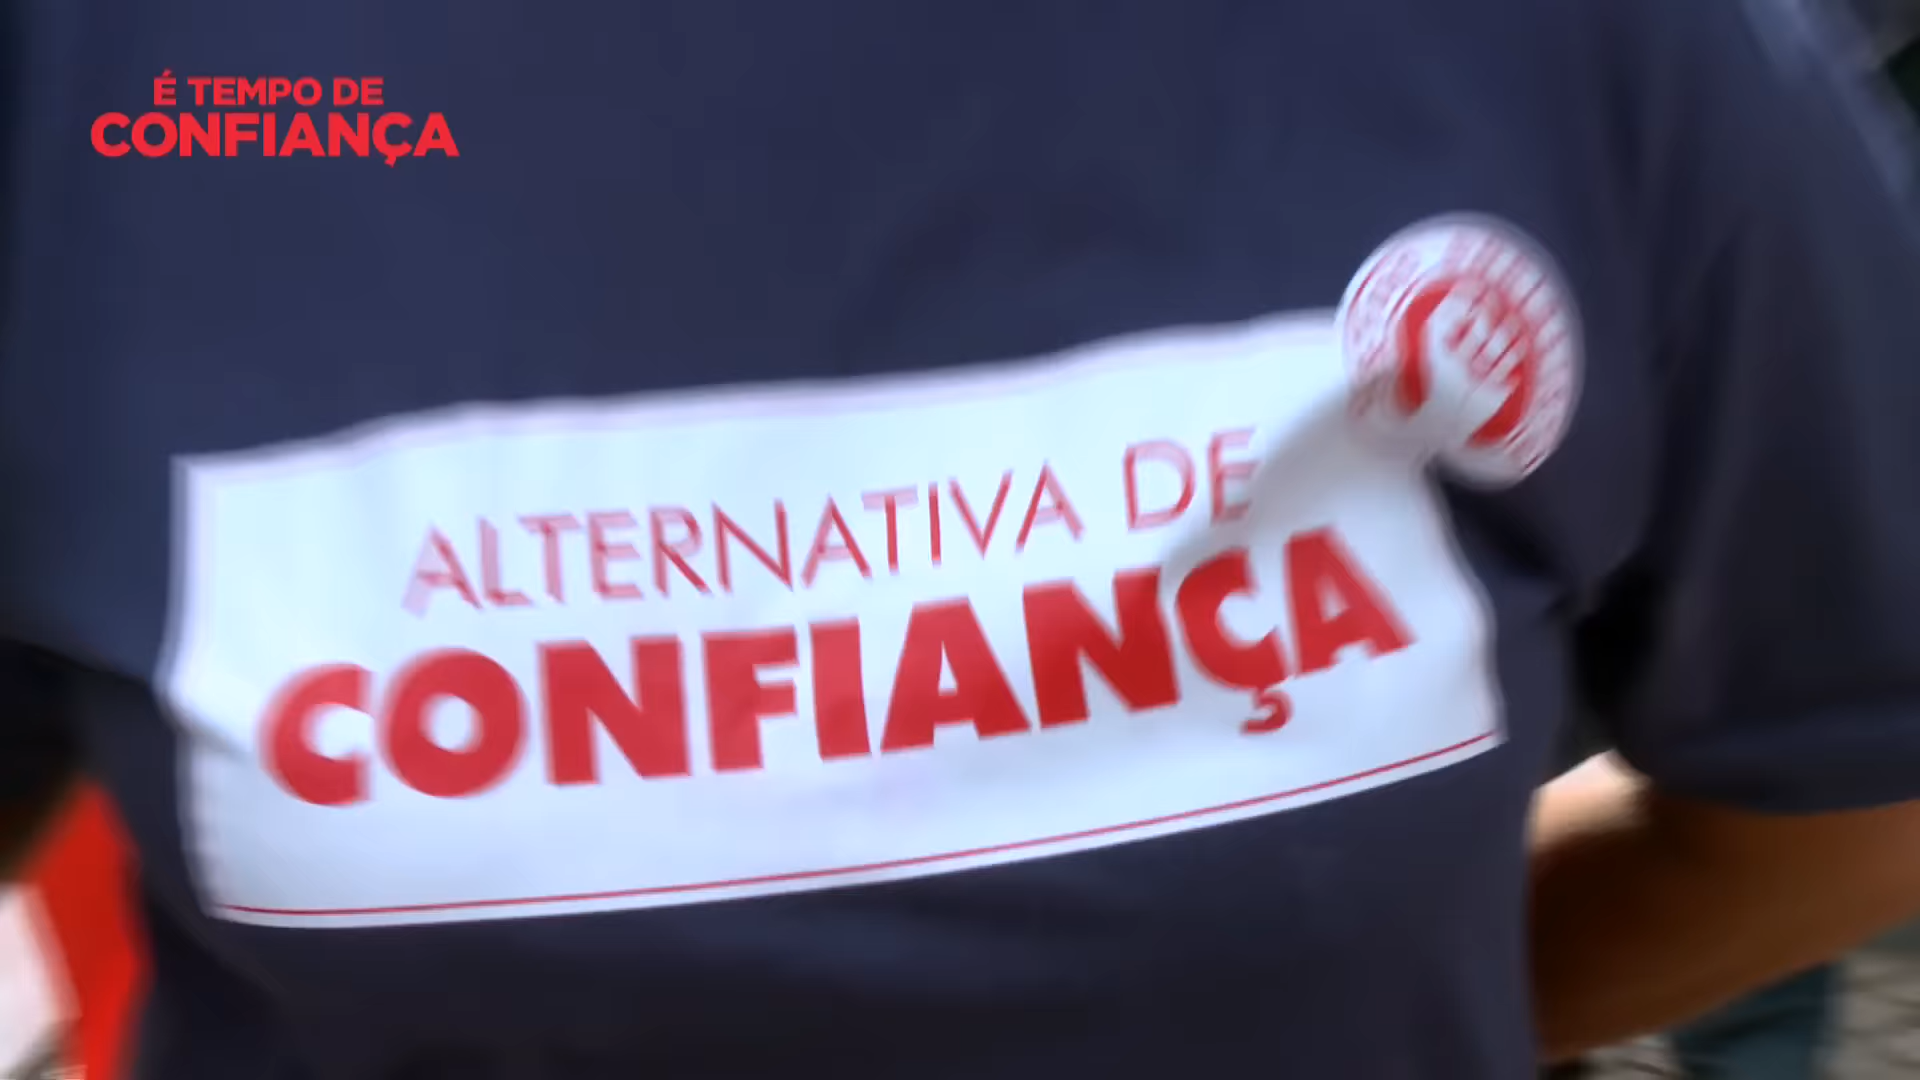 É TEMPO DE
CONFIANÇA
ALTERNATIVA DE
CONFIANÇA